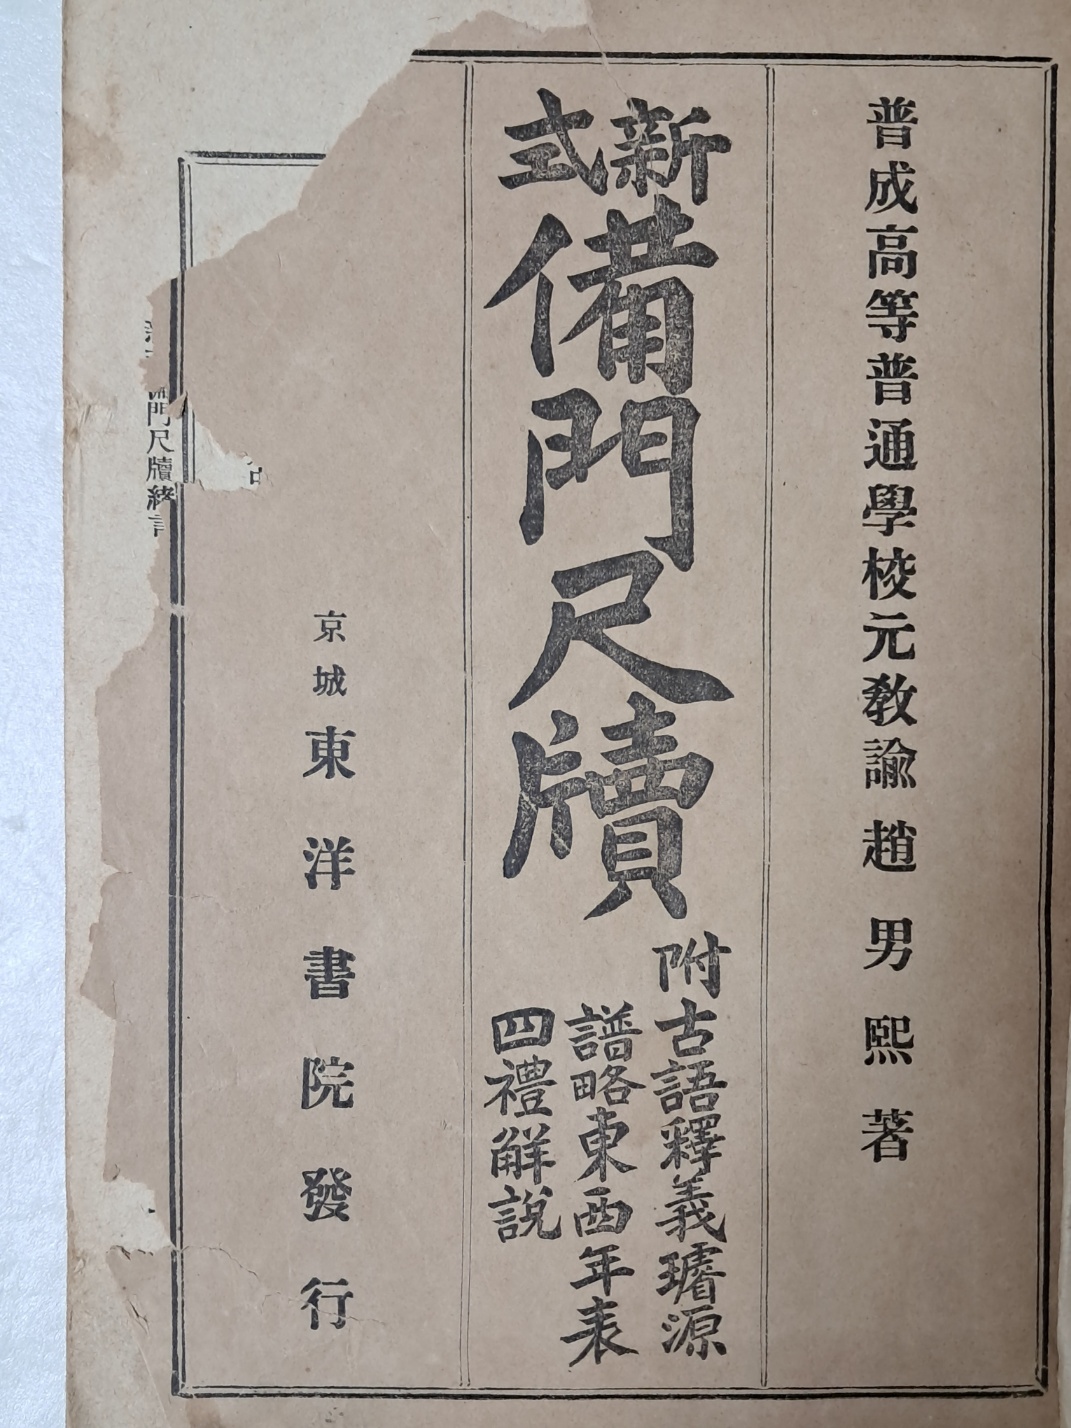 普成高等普通學校元敎諭趙男熙著
新式備門尺牘
附古語釋義璿源
譜略東西年表
四禮解說
京城東洋書院發行
門尺牘終